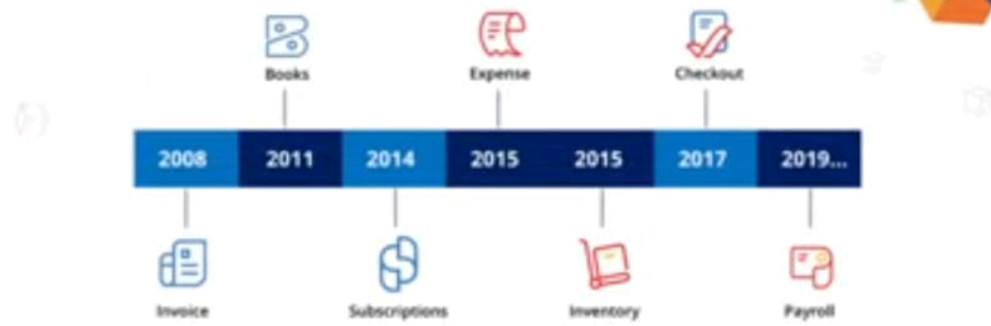 Books
Expense
Checkout
2008
2011
2014
2015
2015
2017
2019...
Invoice
Subscriptions
Inventory
Payroll